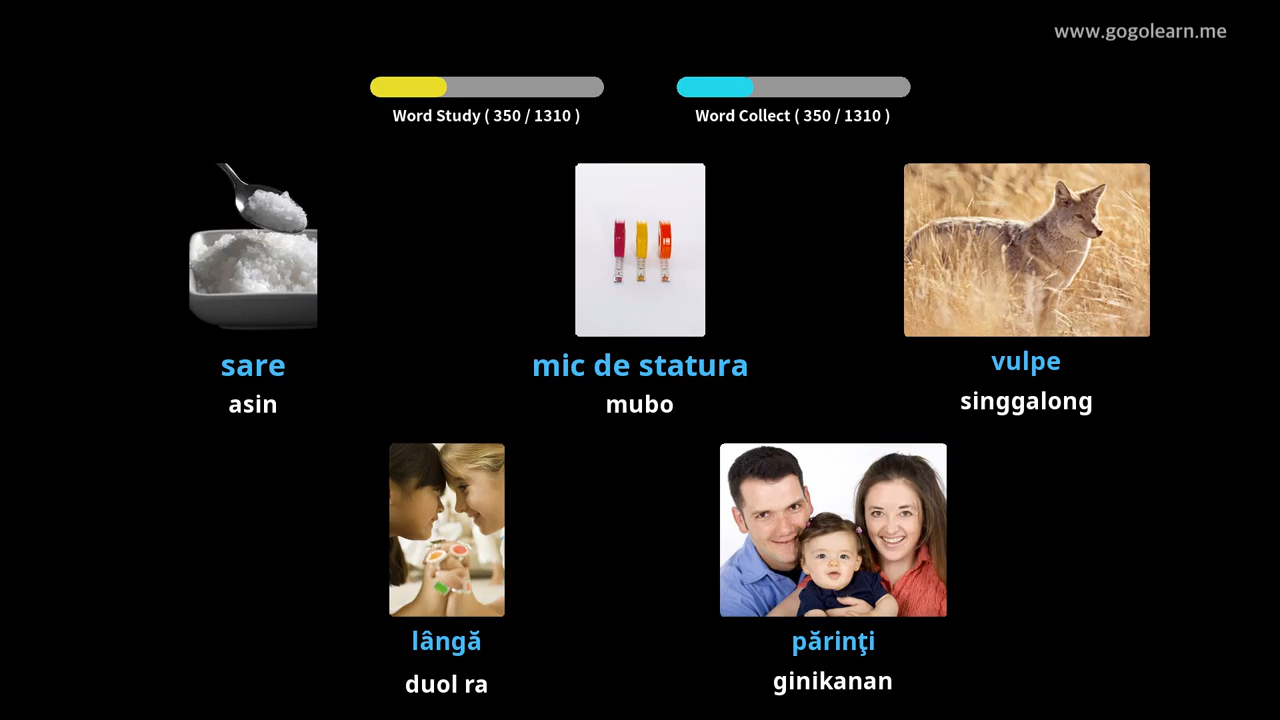 www.gogolearn.me
Word Study ( 350 / 1310 )
Word Collect ( 350 / 1310 )
sare
asin
mic de statura
mubo
vulpe
singgalong
lângă
duol ra
părinţi
ginikanan